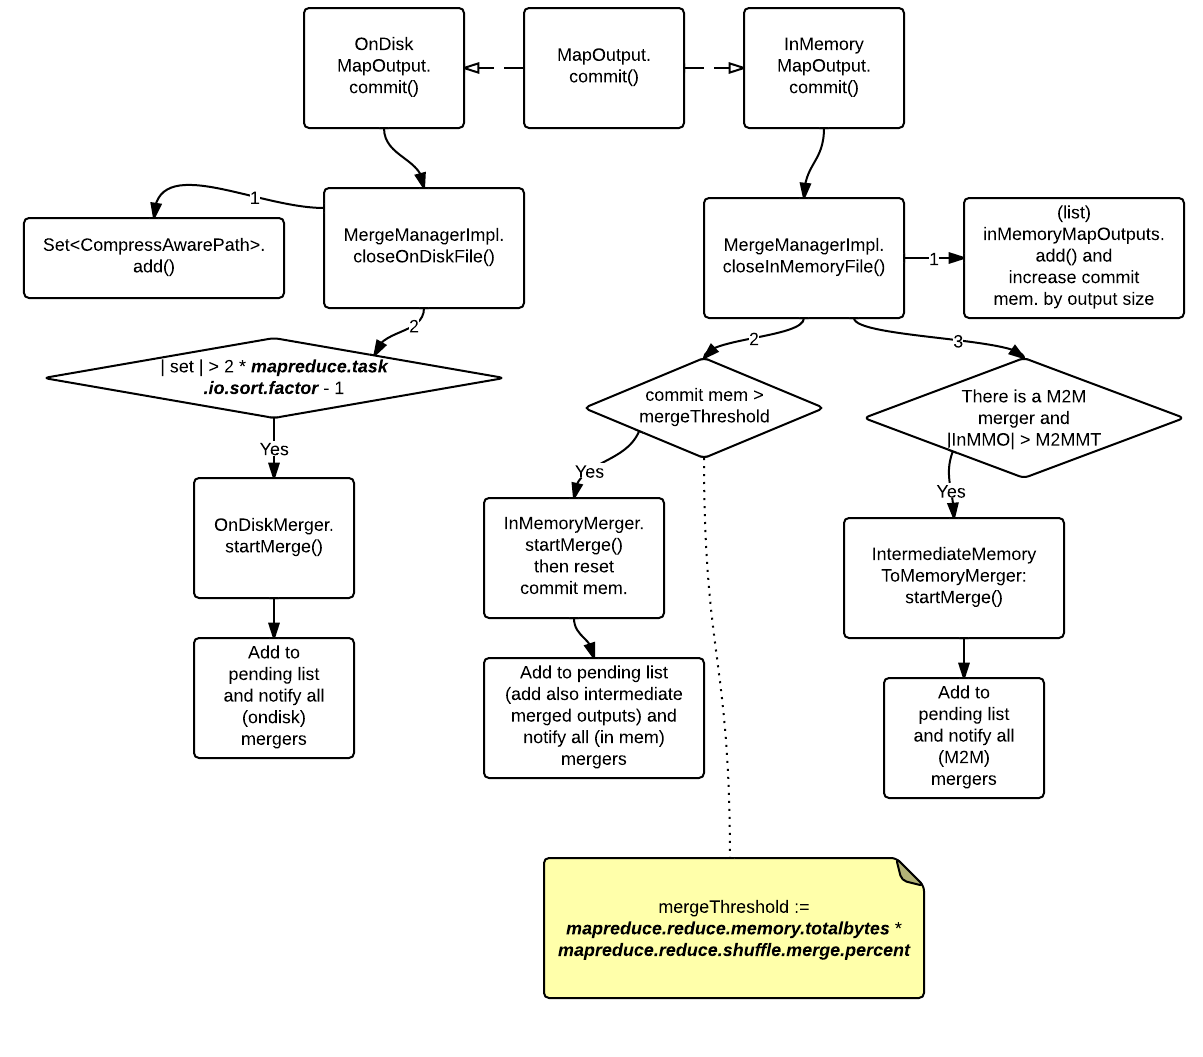 OnDisk
MapOutput.
commit()
MapOutput.
commit()
InMemory
MapOutput.
commit()
1
Set<CompressAwarePath>.
add()
MergeManagerImpl.
closeOnDiskFile()
MergeManagerImpl.
closeInMemoryFile()
1
(list)
inMemoryMapOutputs.
add() and
increase commit
mem. by output size
2
| set | > 2 * mapreduce.task
.io.sort.factor - 1
2
3
commit mem >
mergeThreshold
There is a M2M
merger and
|InMMO| > M2MMT
Yes
Yes
Yes
OnDiskMerger.
startMerge()
InMemoryMerger.
startMerge()
then reset
commit mem.
IntermediateMemory
ToMemoryMerger:
startMerge()
Add to
pending list
and notify all
(ondisk)
mergers
Add to pending list
(add also intermediate
merged outputs) and
notify all (in mem)
mergers
Add to
pending list
and notify all
(M2M)
mergers
mergeThreshold :=
mapreduce.reduce.memory.totalbytes *
mapreduce.reduce.shuffle.merge.percent